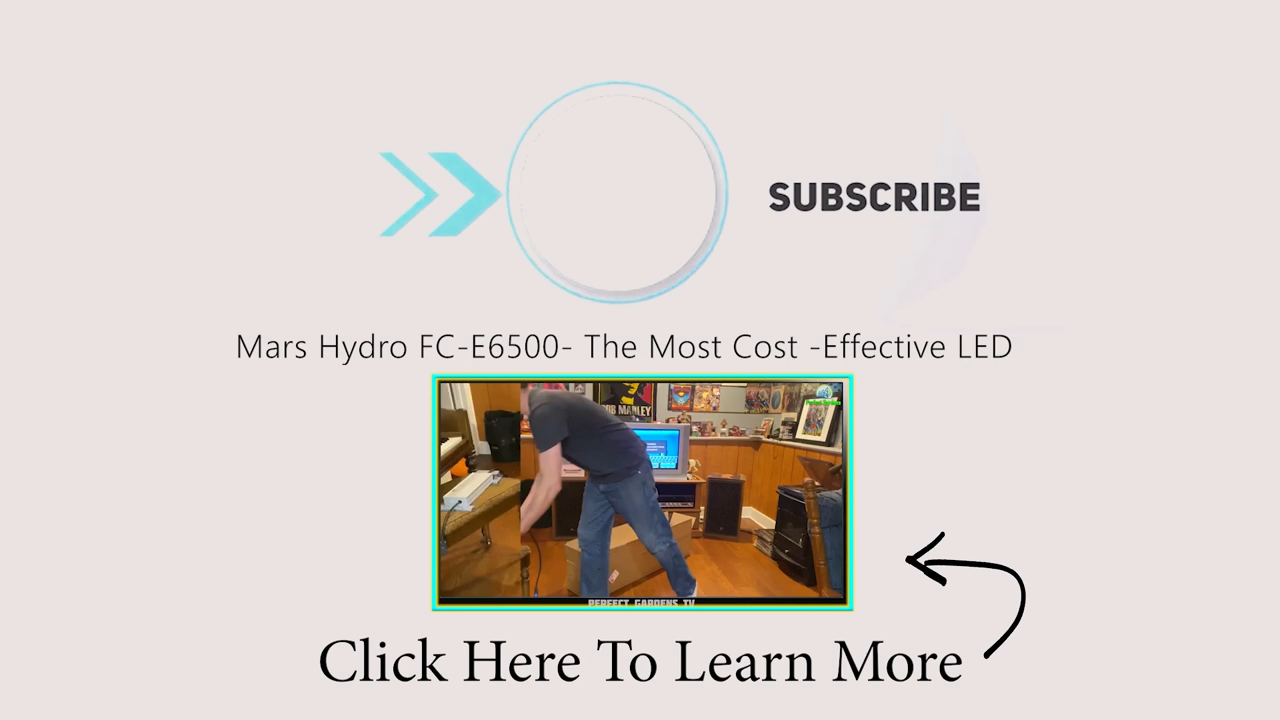 SUBSCRIBE
Mars Hydro FC-E6500- The Most Cost -Effective LED
BOB MARLEY
PERFECT GARDENS TV
Click Here To Learn More